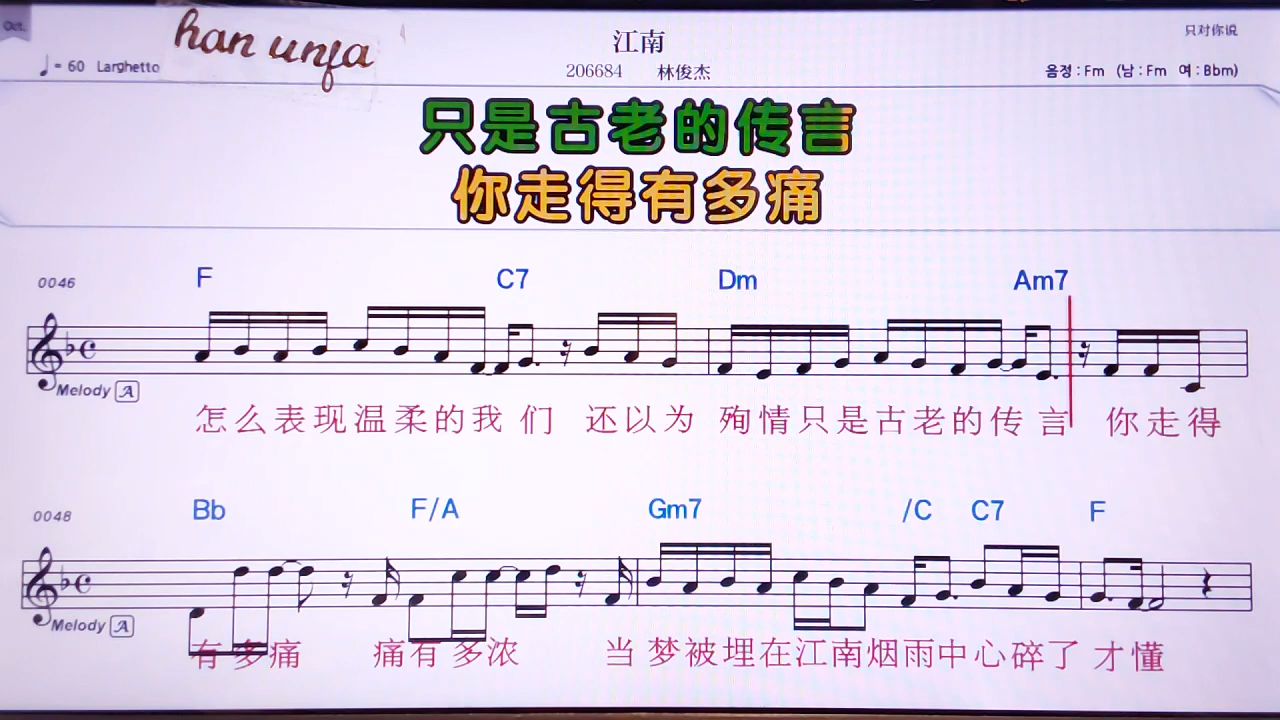 Oct.
han unfa
江南
只对你说
♩= 60 Larghetto
206684 林俊杰
음정 : Fm (남 : Fm 여 : Bbm)
只是古老的传言
你走得有多痛
0046 F C7 Dm Am7
Melody A
怎么表现温柔的我们 还以为 殉情只是古老的传言 你走得
0048 Bb F/A Gm7 /C C7 F
Melody A
有多痛 痛有多浓 当梦被埋在江南烟雨中心碎了才懂